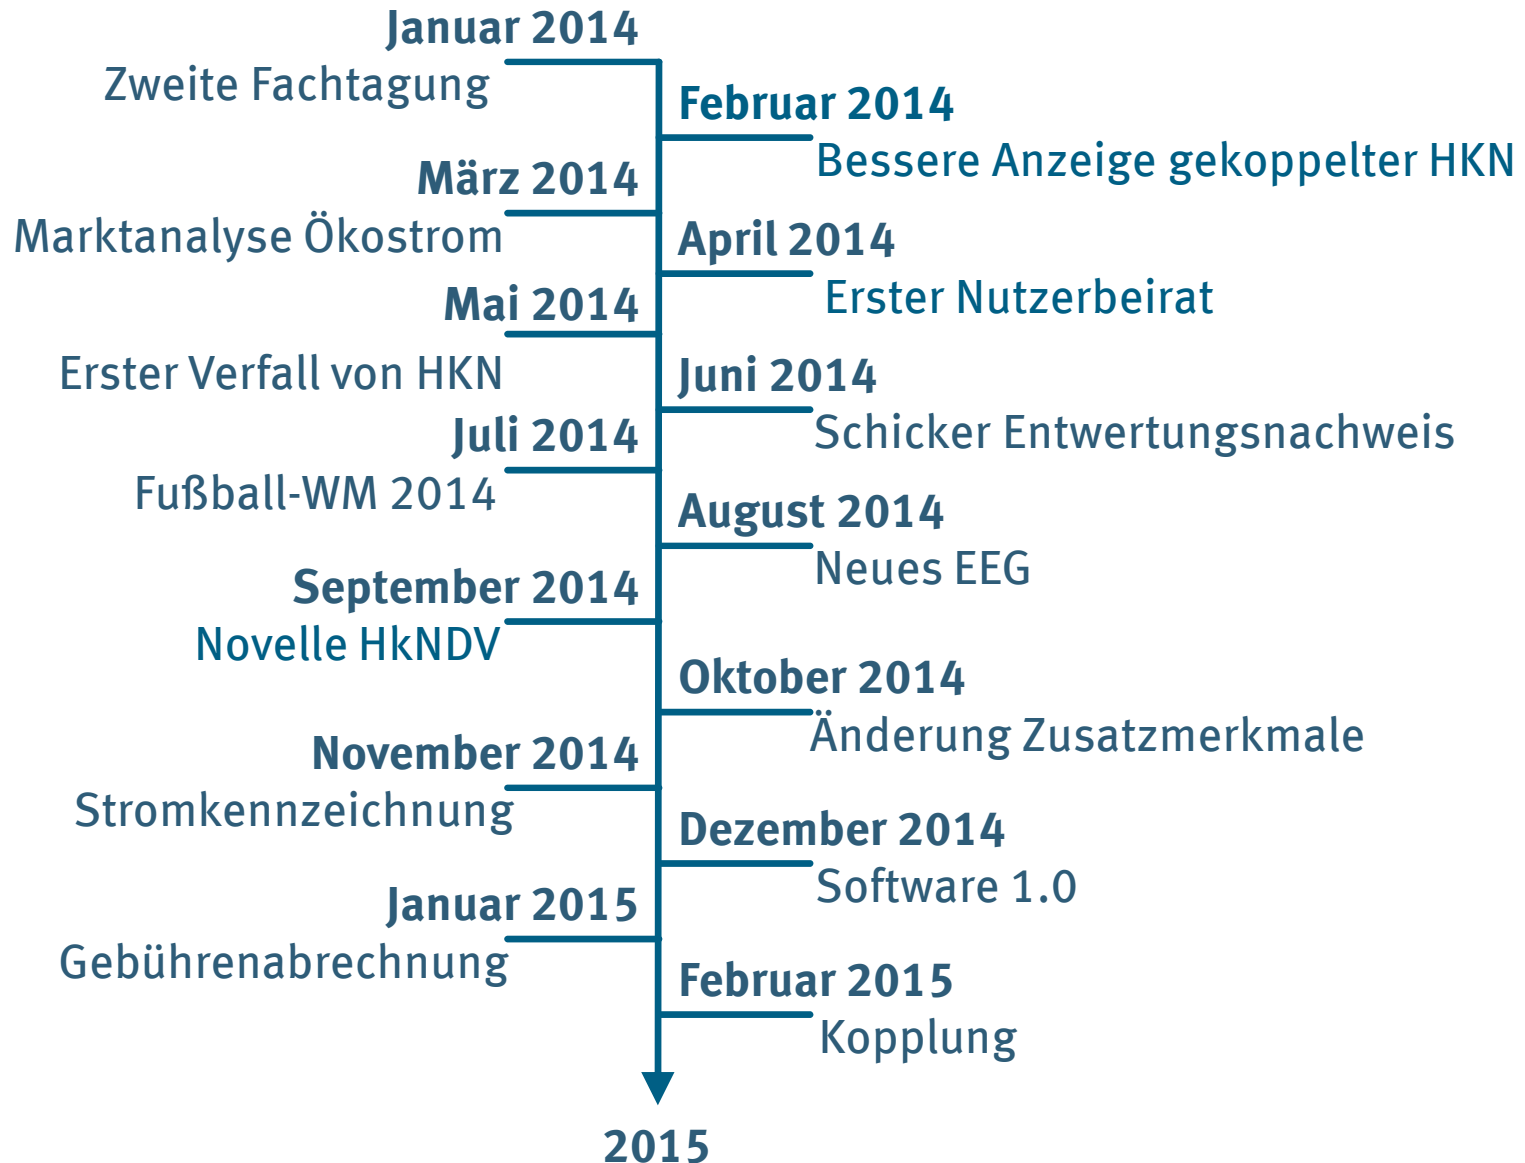 Januar 2014
Zweite Fachtagung
Februar 2014
Bessere Anzeige gekoppelter HKN
März 2014
Marktanalyse Ökostrom
April 2014
Erster Nutzerbeirat
Mai 2014
Erster Verfall von HKN
Juni 2014
Schicker Entwertungsnachweis
Juli 2014
Fußball-WM 2014
August 2014
Neues EEG
September 2014
Novelle HkNDV
Oktober 2014
Änderung Zusatzmerkmale
November 2014
Stromkennzeichnung
Dezember 2014
Software 1.0
Januar 2015
Gebührenabrechnung
Februar 2015
Kopplung
2015